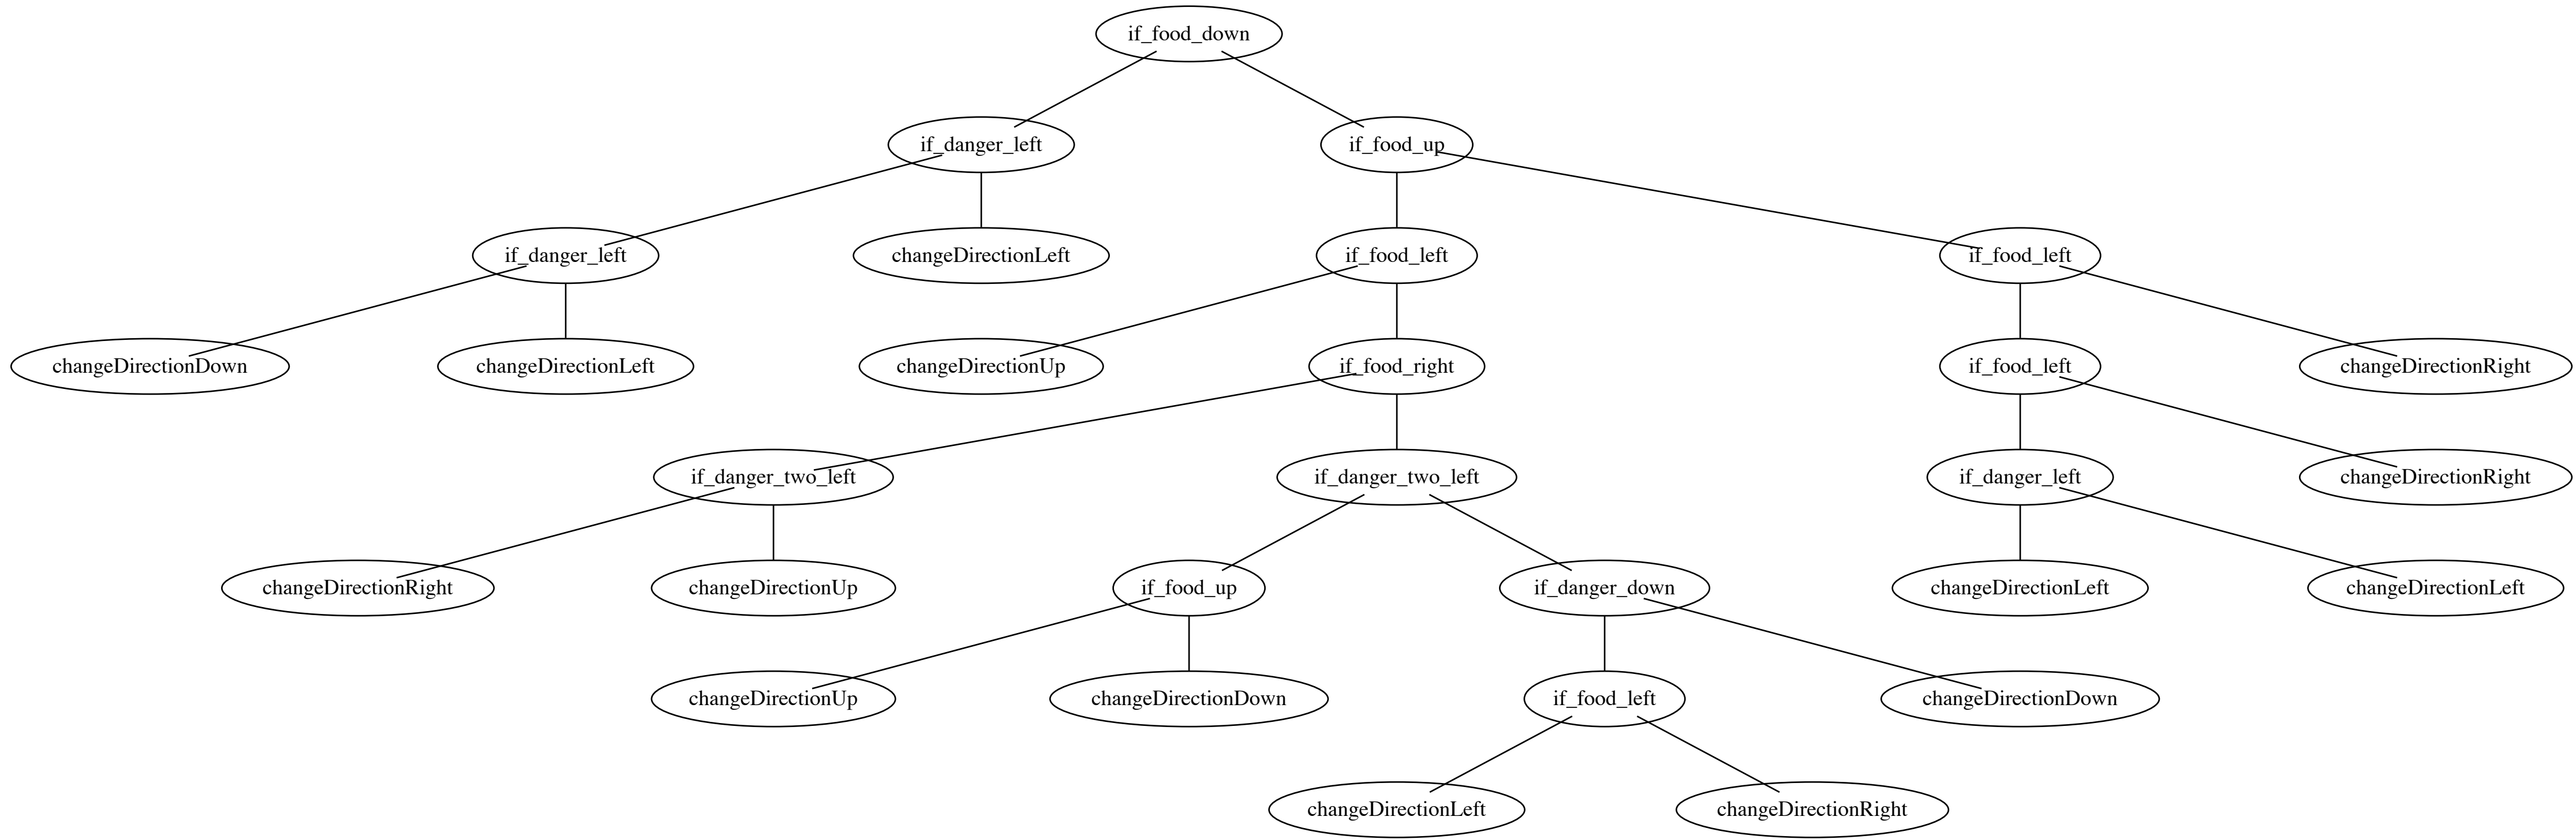 if_food_down
if_danger_left
if_food_up
if_danger_left
changeDirectionLeft
if_food_left
if_food_left
changeDirectionDown
changeDirectionLeft
changeDirectionUp
if_food_right
if_food_left
changeDirectionRight
if_danger_two_left
if_danger_two_left
if_danger_left
changeDirectionRight
changeDirectionRight
changeDirectionUp
if_food_up
if_danger_down
changeDirectionLeft
changeDirectionLeft
changeDirectionUp
changeDirectionDown
if_food_left
changeDirectionDown
changeDirectionLeft
changeDirectionRight